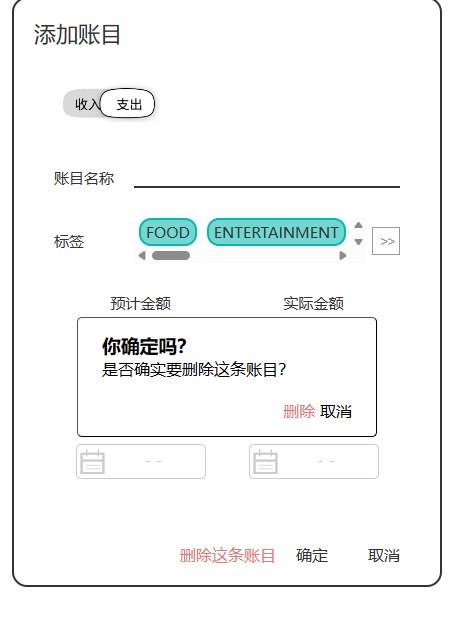 添加账目
收入 支出
账目名称
标签 FOOD ENTERTAINMENT >>
预计金额 实际金额
你确定吗?
是否确实要删除这条账目?
删除 取消
-- --
删除这条账目 确定 取消